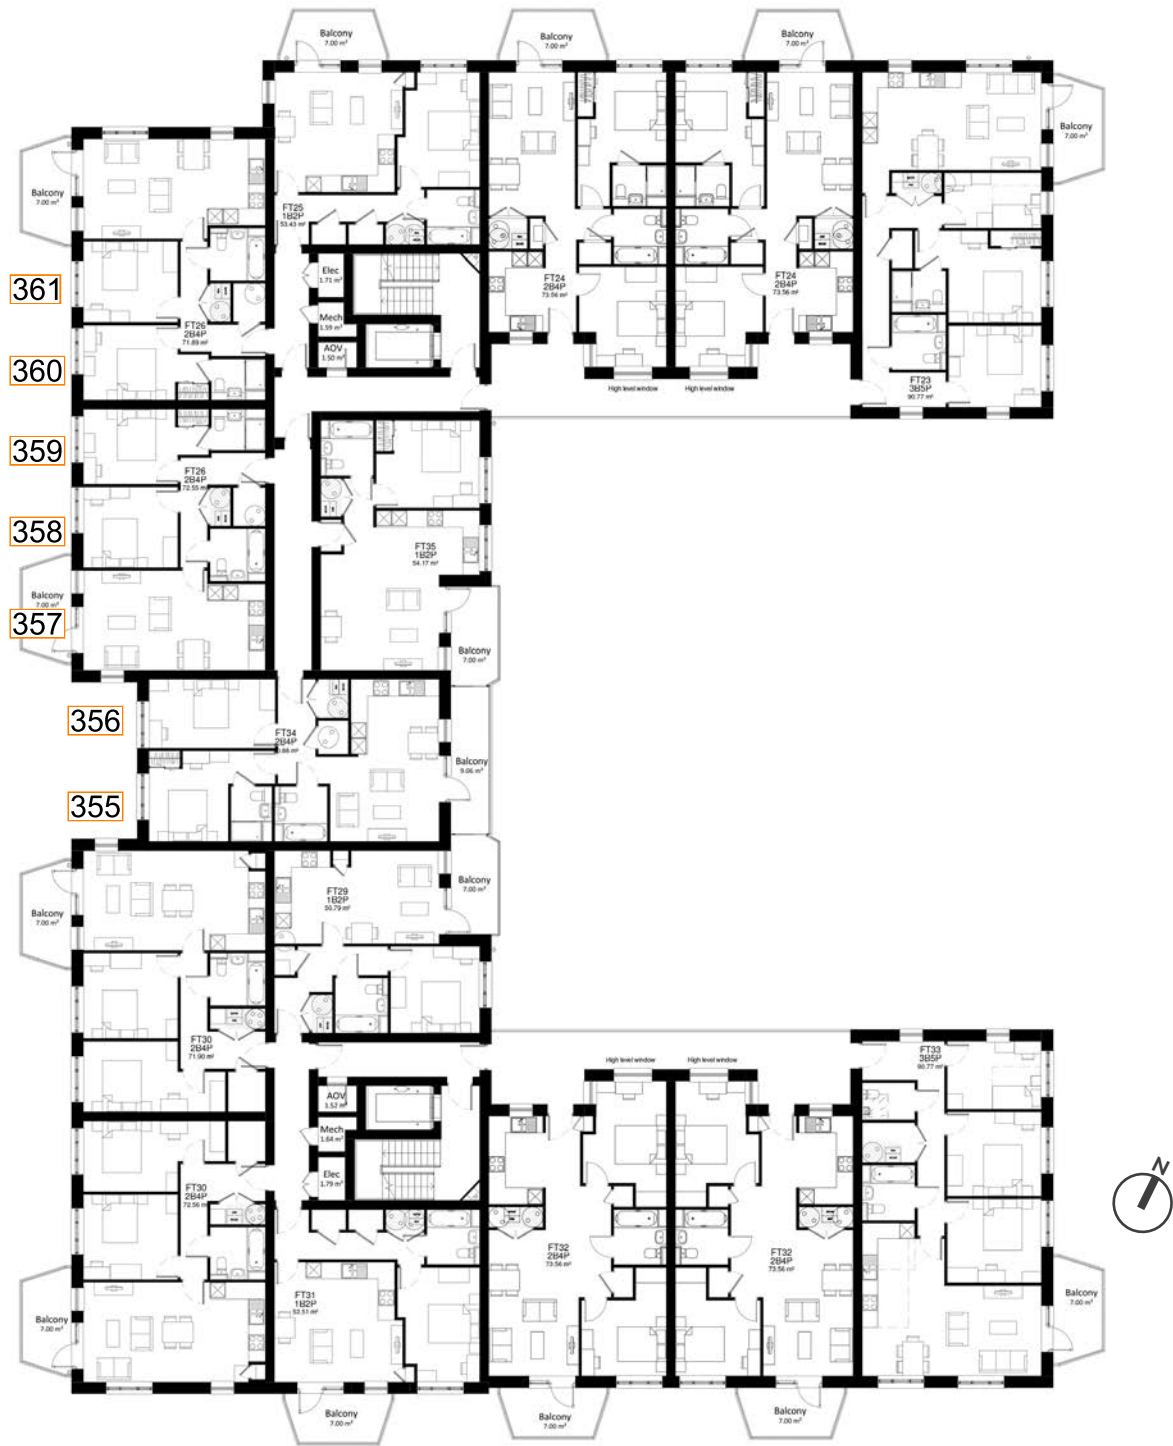 Balcony
7.00 m²
Balcony
7.00 m²
Balcony
7.00 m²
Balcony
7.00 m²
Balcony
7.00 m²
FT25
1B2P
53.43 m²
Elec
1.71 m²
Mech
1.59 m²
AOV
1.50 m²
FT24
2B4P
73.56 m²
FT24
2B4P
73.56 m²
361
FT26
2B4P
71.89 m²
360
High level window
High level window
FT23
3B5P
90.77 m²
359
FT26
2B4P
72.55 m²
358
FT35
1B2P
54.17 m²
Balcony
7.00 m²
357
Balcony
7.00 m²
356
FT34
2B4P
Balcony
9.06 m²
355
FT29
1B2P
50.79 m²
Balcony
7.00 m²
Balcony
7.00 m²
FT30
2B4P
71.90 m²
High level window
High level window
FT33
3B5P
90.77 m²
AOV
1.52 m²
Mech
1.64 m²
Elec
1.79 m²
FT30
2B4P
72.56 m²
N
FT32
2B4P
73.56 m²
FT32
2B4P
73.56 m²
FT31
1B2P
52.51 m²
Balcony
7.00 m²
Balcony
7.00 m²
Balcony
7.00 m²
Balcony
7.00 m²
Balcony
7.00 m²